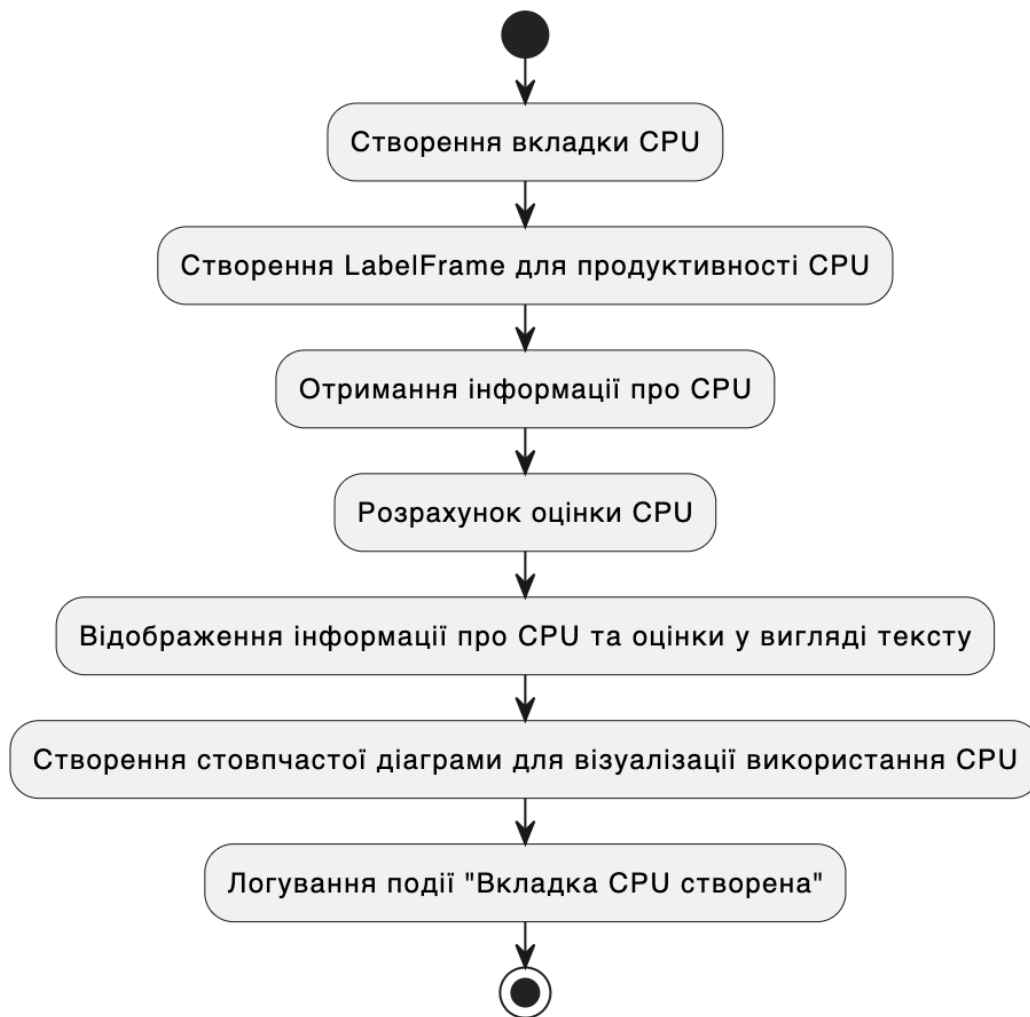 Створення вкладки CPU
Створення LabelFrame для продуктивності CPU
Отримання інформації про CPU
Розрахунок оцінки CPU
Відображення інформації про CPU та оцінки у вигляді тексту
Створення стовпчастої діаграми для візуалізації використання CPU
Логування події "Вкладка CPU створена"